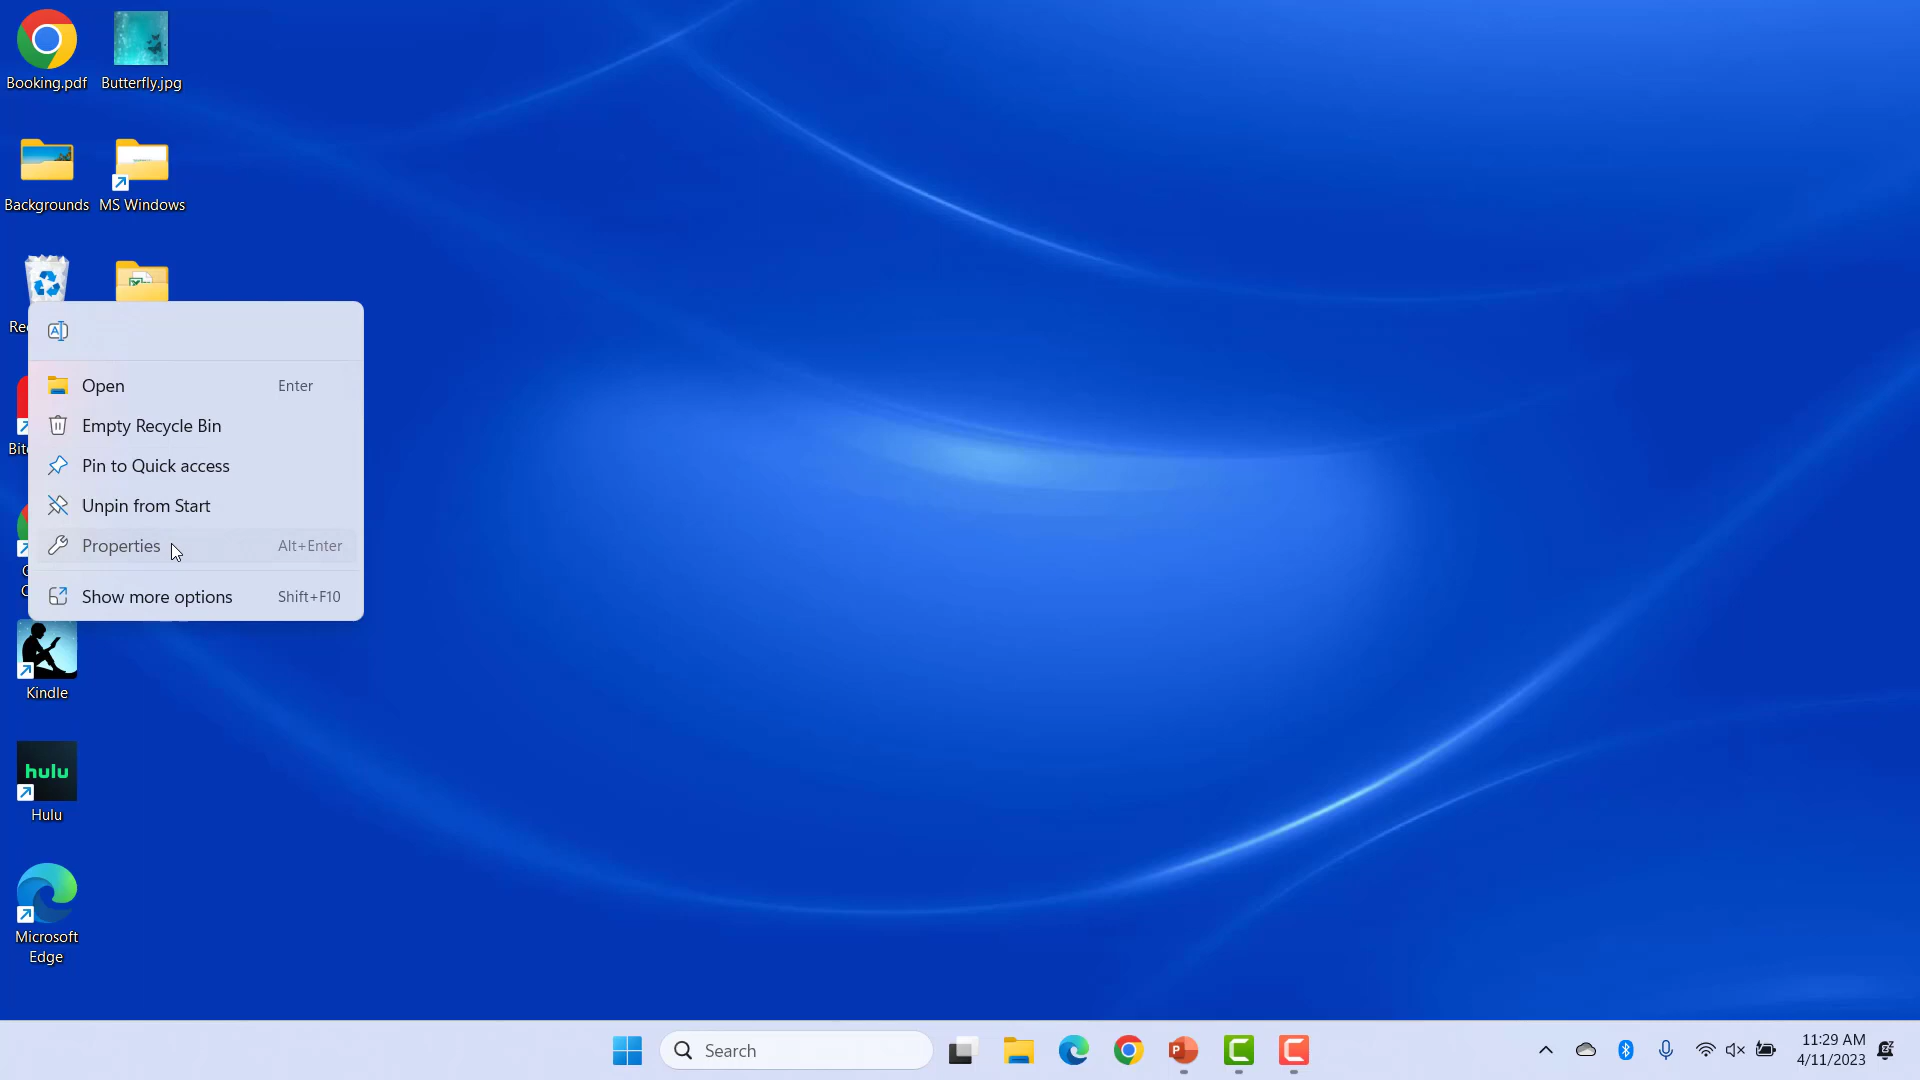 Booking.pdf
Butterfly.jpg
Backgrounds
MS Windows
Open Enter
Empty Recycle Bin
Pin to Quick access
Unpin from Start
Properties Alt+Enter
Show more options Shift+F10
Kindle
hulu
Hulu
Microsoft
Edge
Search
11:29 AM
4/11/2023